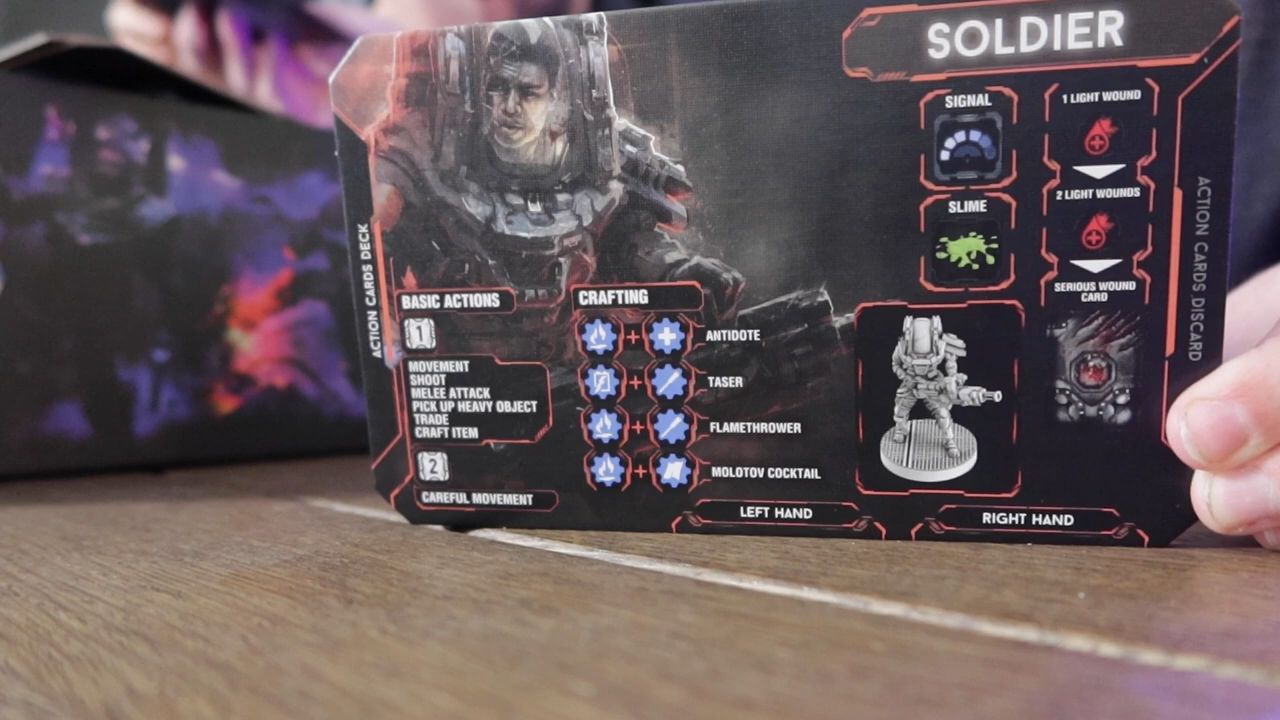 SOLDIER
SIGNAL
SLIME
1 LIGHT WOUND
2 LIGHT WOUNDS
SERIOUS WOUND
CARD
ACTION CARDS DECK
ACTION CARDS DISCARD
BASIC ACTIONS
1
MOVEMENT
SHOOT
MELEE ATTACK
PICK UP HEAVY OBJECT
TRADE
CRAFT ITEM
2
CAREFUL MOVEMENT
CRAFTING
+ ANTIDOTE
+ TASER
+ FLAMETHROWER
+ MOLOTOV COCKTAIL
LEFT HAND
RIGHT HAND